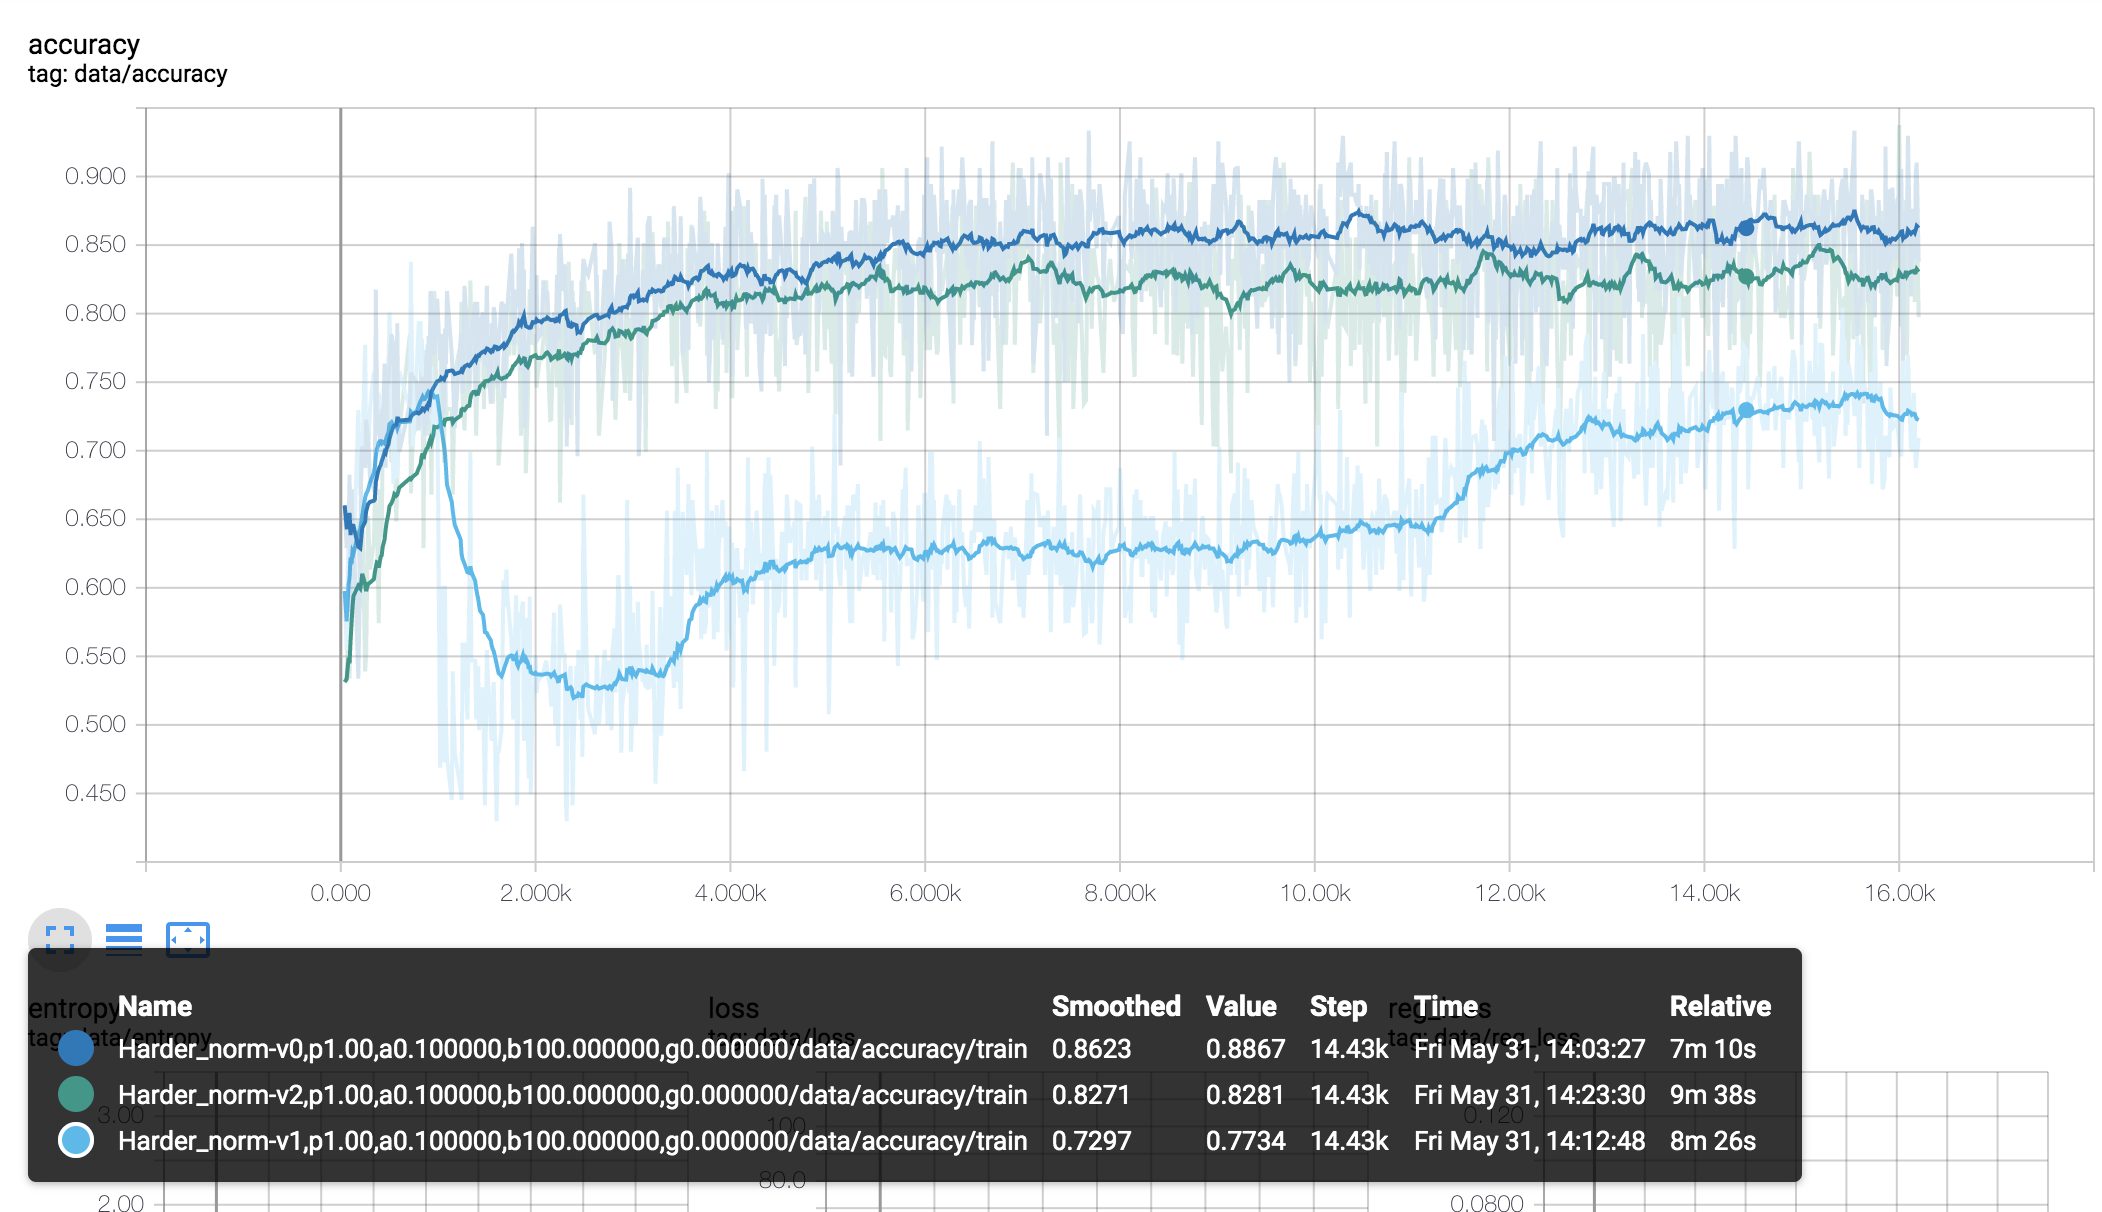 accuracy
tag: data/accuracy
0.900
0.850
0.800
0.750
0.700
0.650
0.600
0.550
0.500
0.450
0.000 2.000k 4.000k 6.000k 8.000k 10.00k 12.00k 14.00k 16.00k
entropy
tag: data/entropy
loss
tag: data/loss
reg_loss
tag: data/reg_loss
Name Smoothed Value Step Time Relative
Harder_norm-v0,p1.00,a0.100000,b100.000000,g0.000000/data/accuracy/train 0.8623 0.8867 14.43k Fri May 31, 14:03:27 7m 10s
Harder_norm-v2,p1.00,a0.100000,b100.000000,g0.000000/data/accuracy/train 0.8271 0.8281 14.43k Fri May 31, 14:23:30 9m 38s
Harder_norm-v1,p1.00,a0.100000,b100.000000,g0.000000/data/accuracy/train 0.7297 0.7734 14.43k Fri May 31, 14:12:48 8m 26s
3.00
2.00
100
80.0
0.120
0.0800